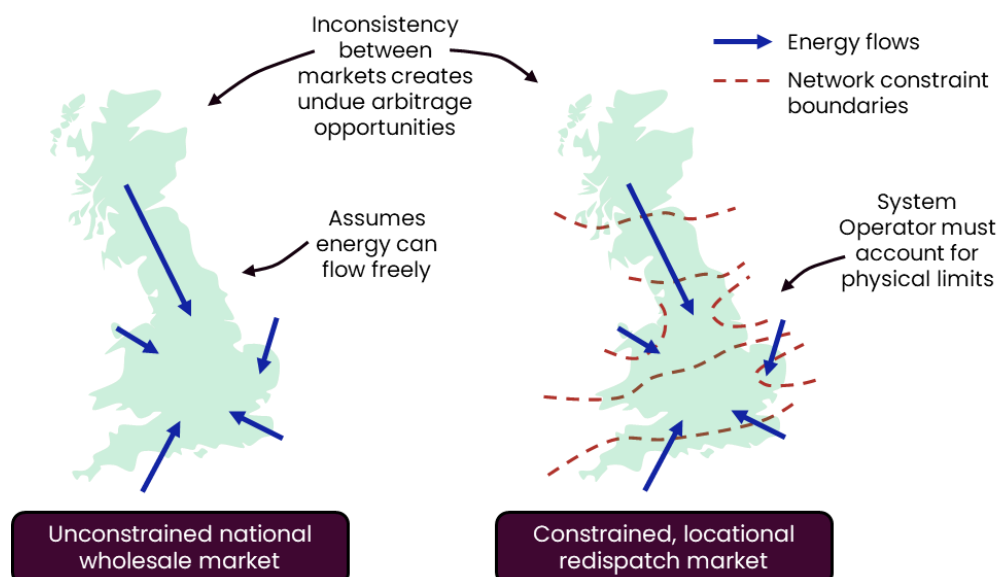 Inconsistency
between
markets creates
undue arbitrage
opportunities
Energy flows
Network constraint
boundaries
Assumes
energy can
flow freely
System
Operator must
account for
physical limits
Unconstrained national
wholesale market
Constrained, locational
redispatch market